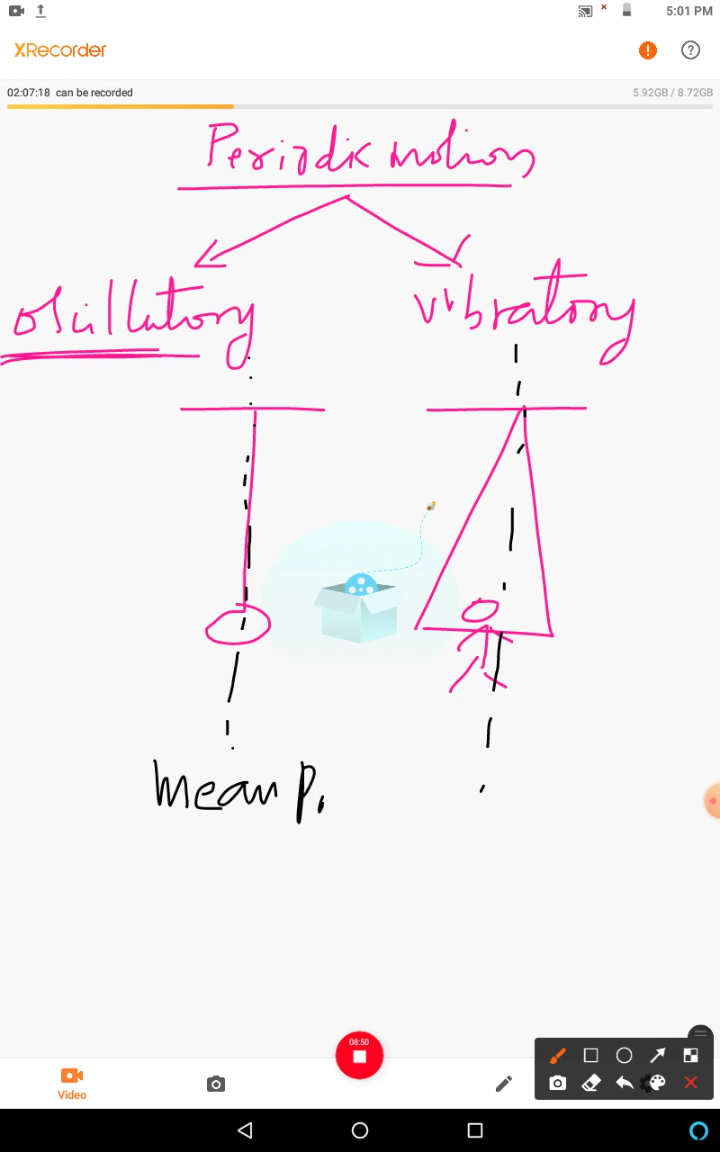 5:01 PM
XRecorder
02:07:18 can be recorded
5.92GB / 8.72GB
Periodic motion
oscillatory
vibratory
mean P.
08:50
Video